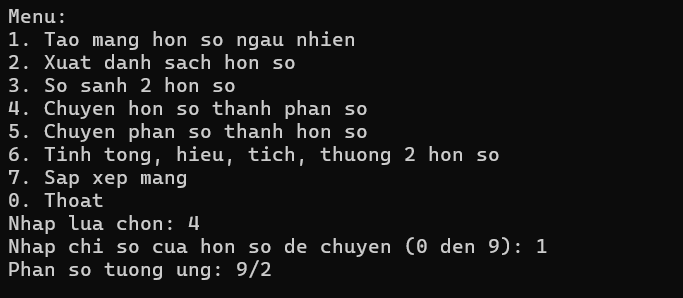 Menu:
1. Tao mang hon so ngau nhien
2. Xuat danh sach hon so
3. So sanh 2 hon so
4. Chuyen hon so thanh phan so
5. Chuyen phan so thanh hon so
6. Tinh tong, hieu, tich, thuong 2 hon so
7. Sap xep mang
0. Thoat
Nhap lua chon: 4
Nhap chi so cua hon so de chuyen (0 den 9): 1
Phan so tuong ung: 9/2